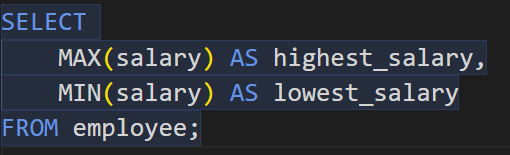 SELECT
    MAX(salary) AS highest_salary,
    MIN(salary) AS lowest_salary
FROM employee;